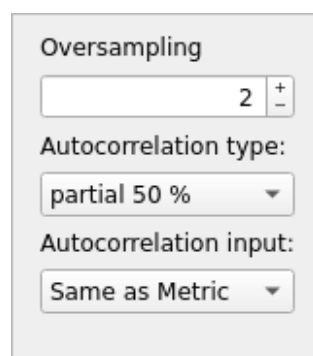 Oversampling
2
Autocorrelation type:
partial 50 %
Autocorrelation input:
Same as Metric